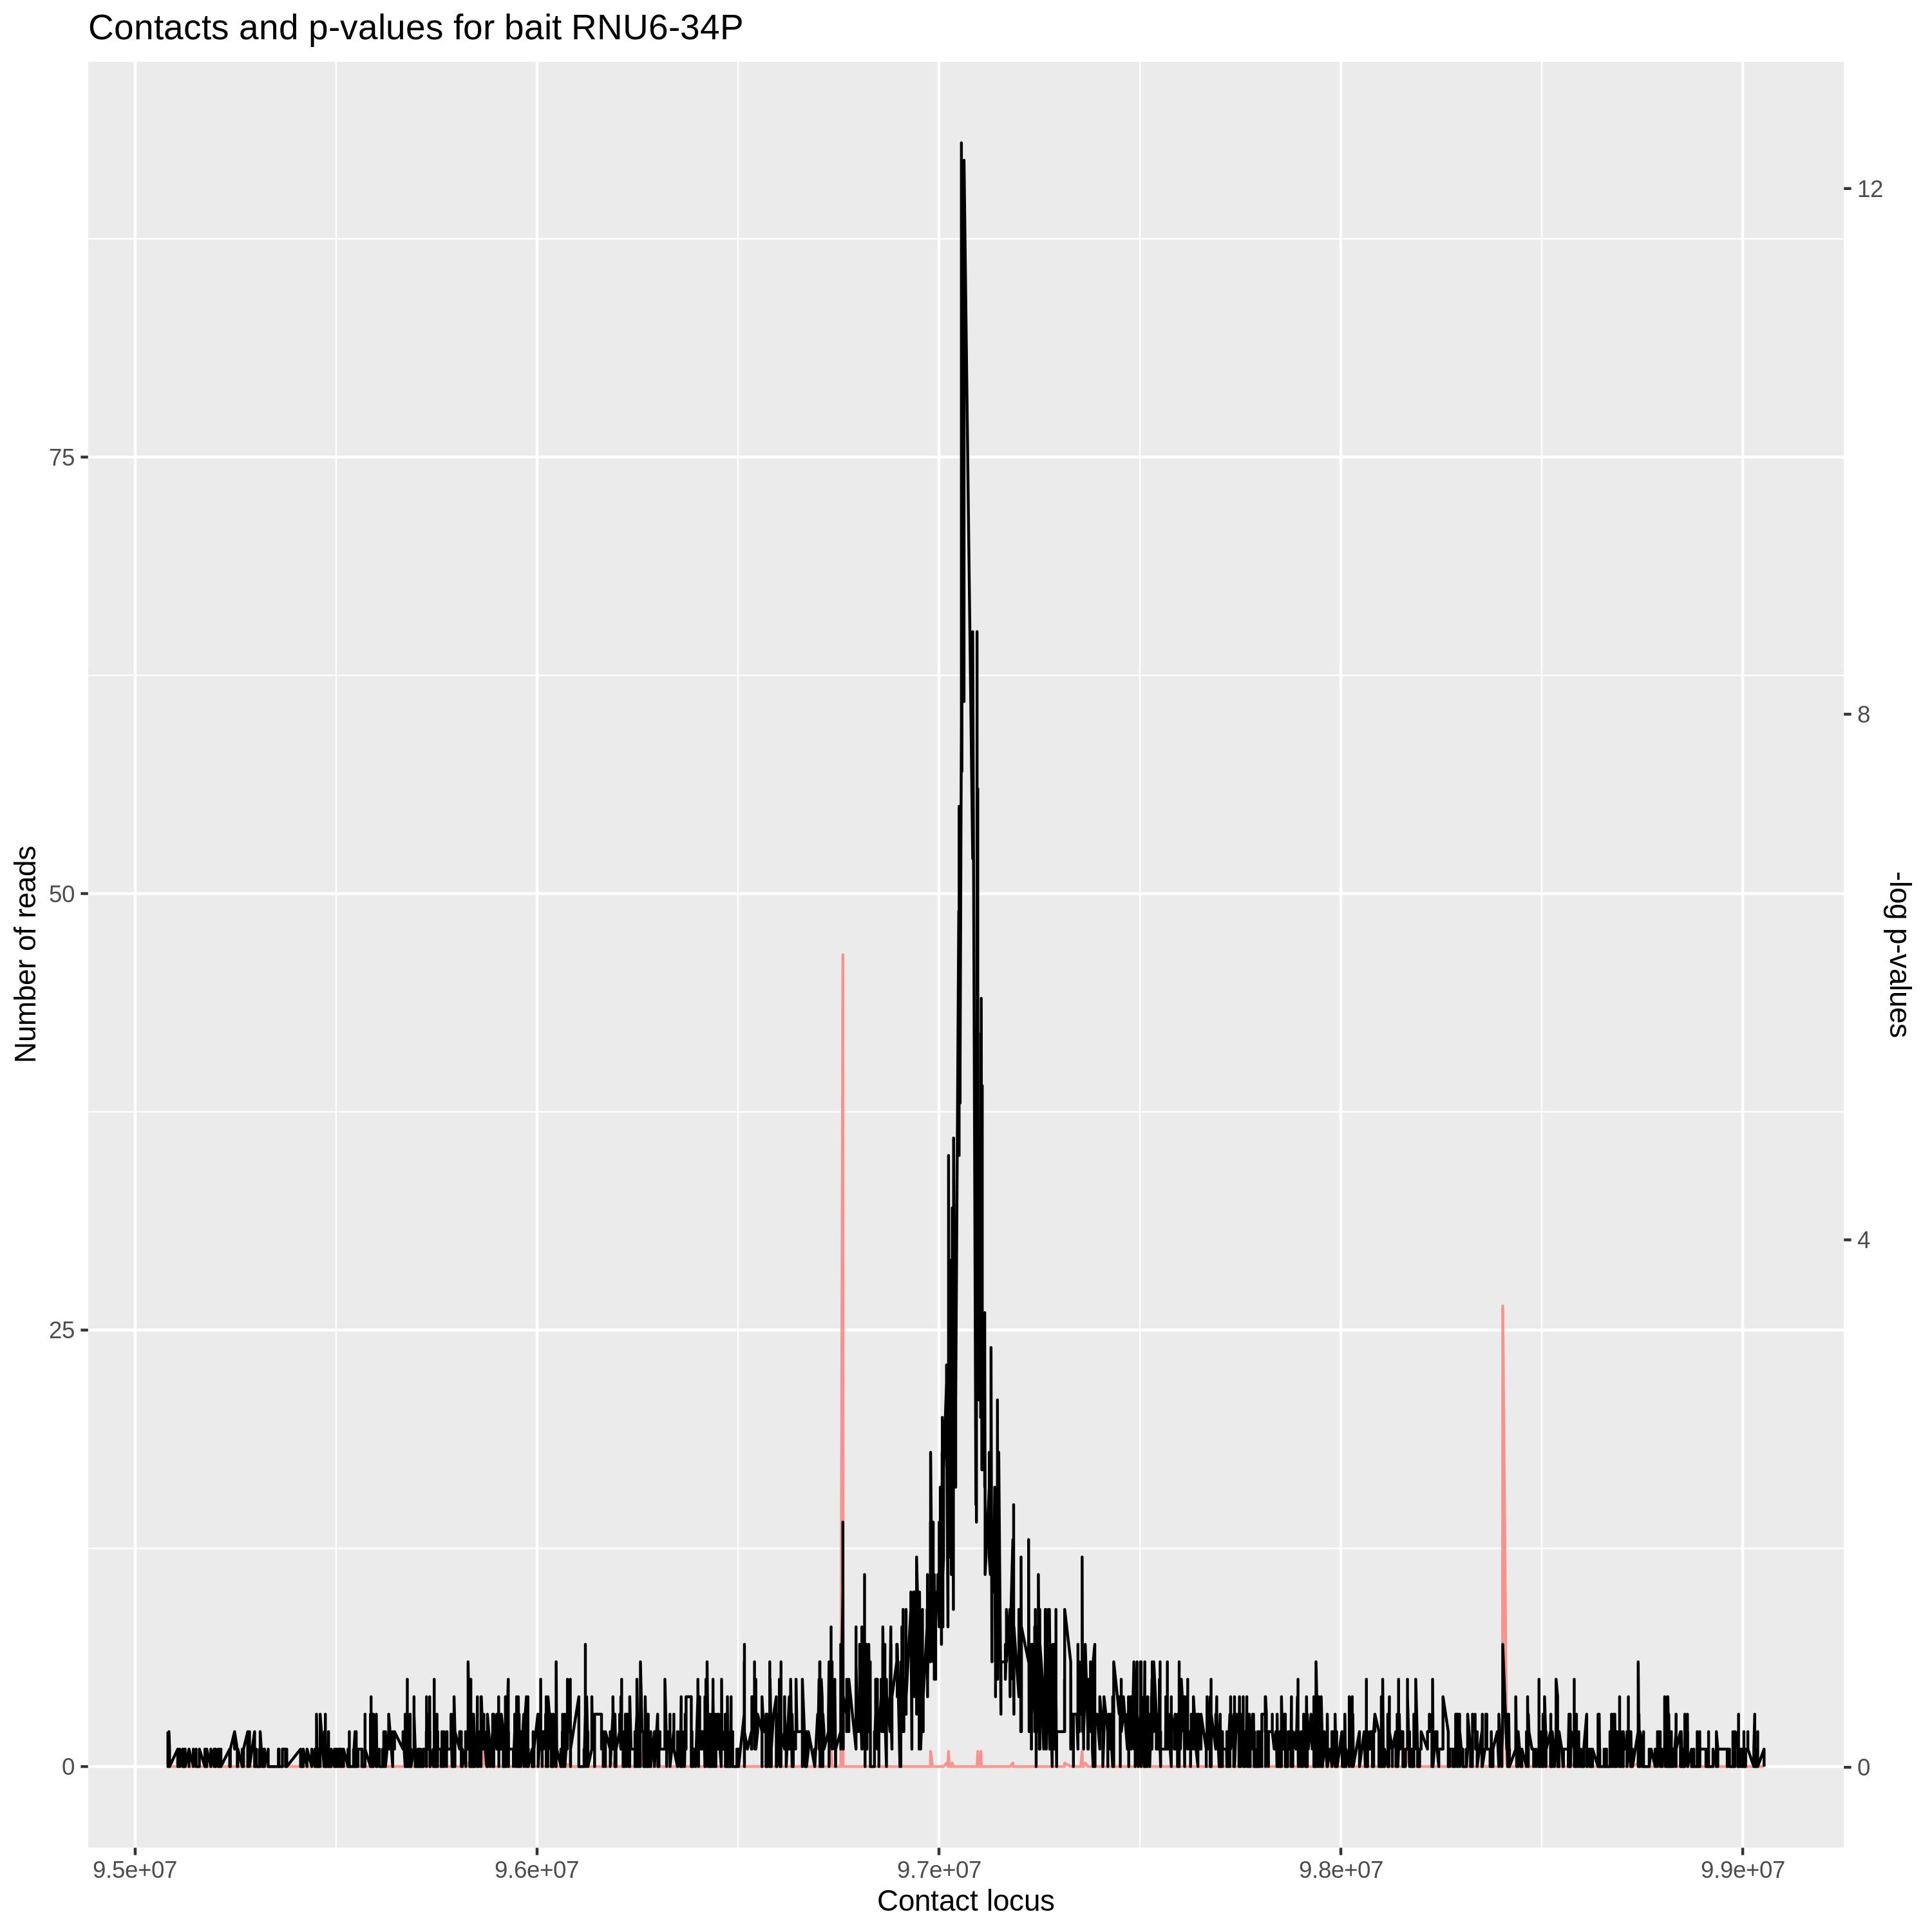 Contacts and p-values for bait RNU6-34P
12
75
8
50
Number of reads
-log p-values
4
25
0
0
9.5e+07
9.6e+07
9.7e+07
9.8e+07
9.9e+07
Contact locus